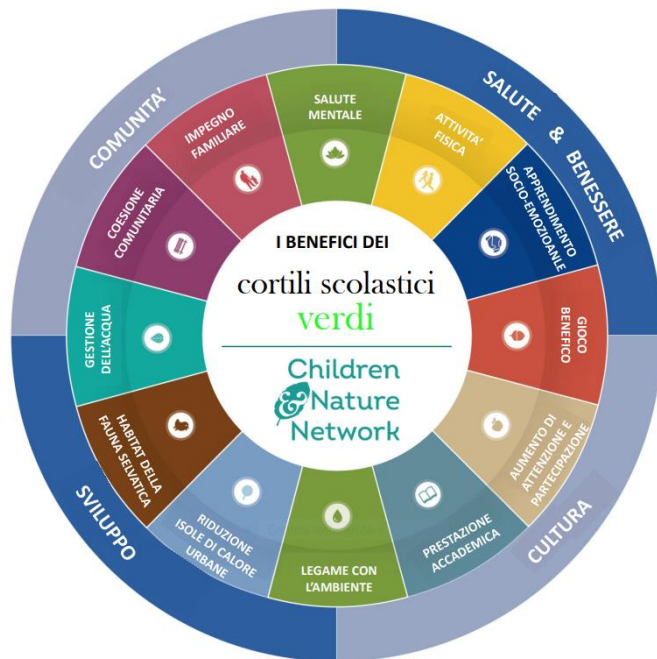 I BENEFICI DEI
cortili scolastici
verdi
Children
& Nature
Network
SALUTE & BENESSERE
CULTURA
SVILUPPO
COMUNITA'
SALUTE
MENTALE
ATTIVITA'
FISICA
APPRENDIMENTO
SOCIO-EMOZIOANLE
GIOCO
BENEFICO
AUMENTO DI
ATTENZIONE E
PARTECIPAZIONE
PRESTAZIONE
ACCADEMICA
LEGAME CON
L'AMBIENTE
RIDUZIONE
ISOLE DI CALORE
URBANE
HABITAT DELLA
FAUNA SELVATICA
GESTIONE
DELL'ACQUA
COESIONE
COMUNITARIA
IMPEGNO
FAMILIARE